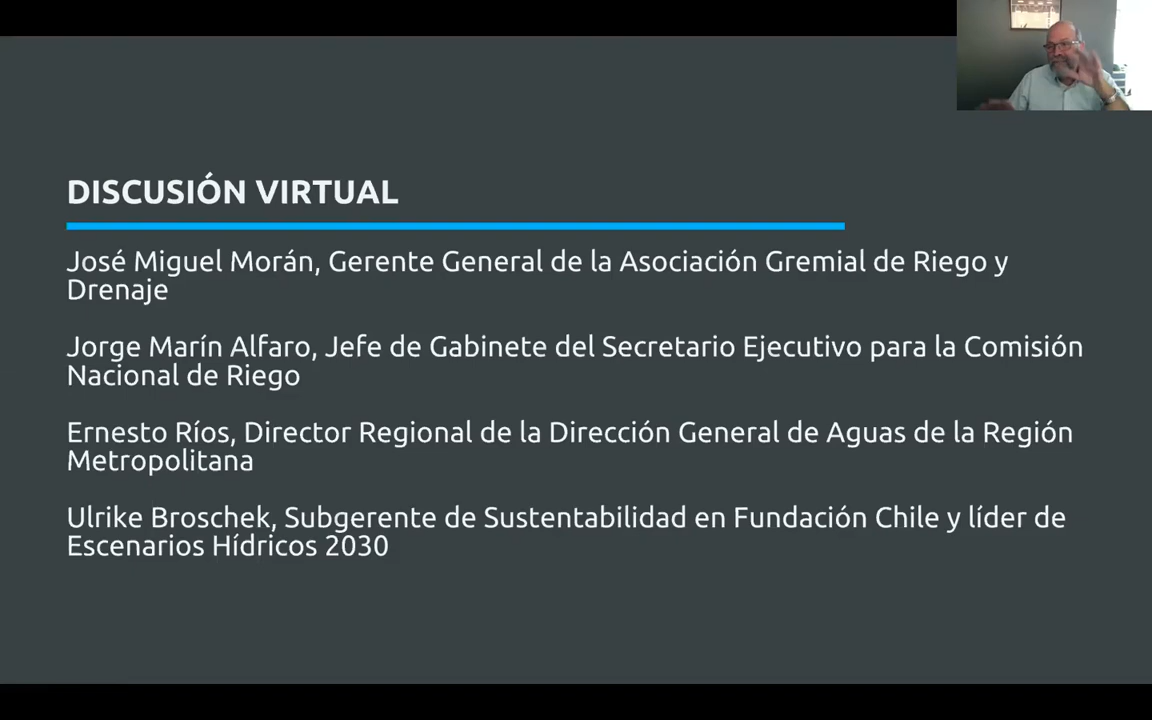 DISCUSIÓN VIRTUAL
José Miguel Morán, Gerente General de la Asociación Gremial de Riego y
Drenaje
Jorge Marín Alfaro, Jefe de Gabinete del Secretario Ejecutivo para la Comisión
Nacional de Riego
Ernesto Ríos, Director Regional de la Dirección General de Aguas de la Región
Metropolitana
Ulrike Broschek, Subgerente de Sustentabilidad en Fundación Chile y líder de
Escenarios Hídricos 2030